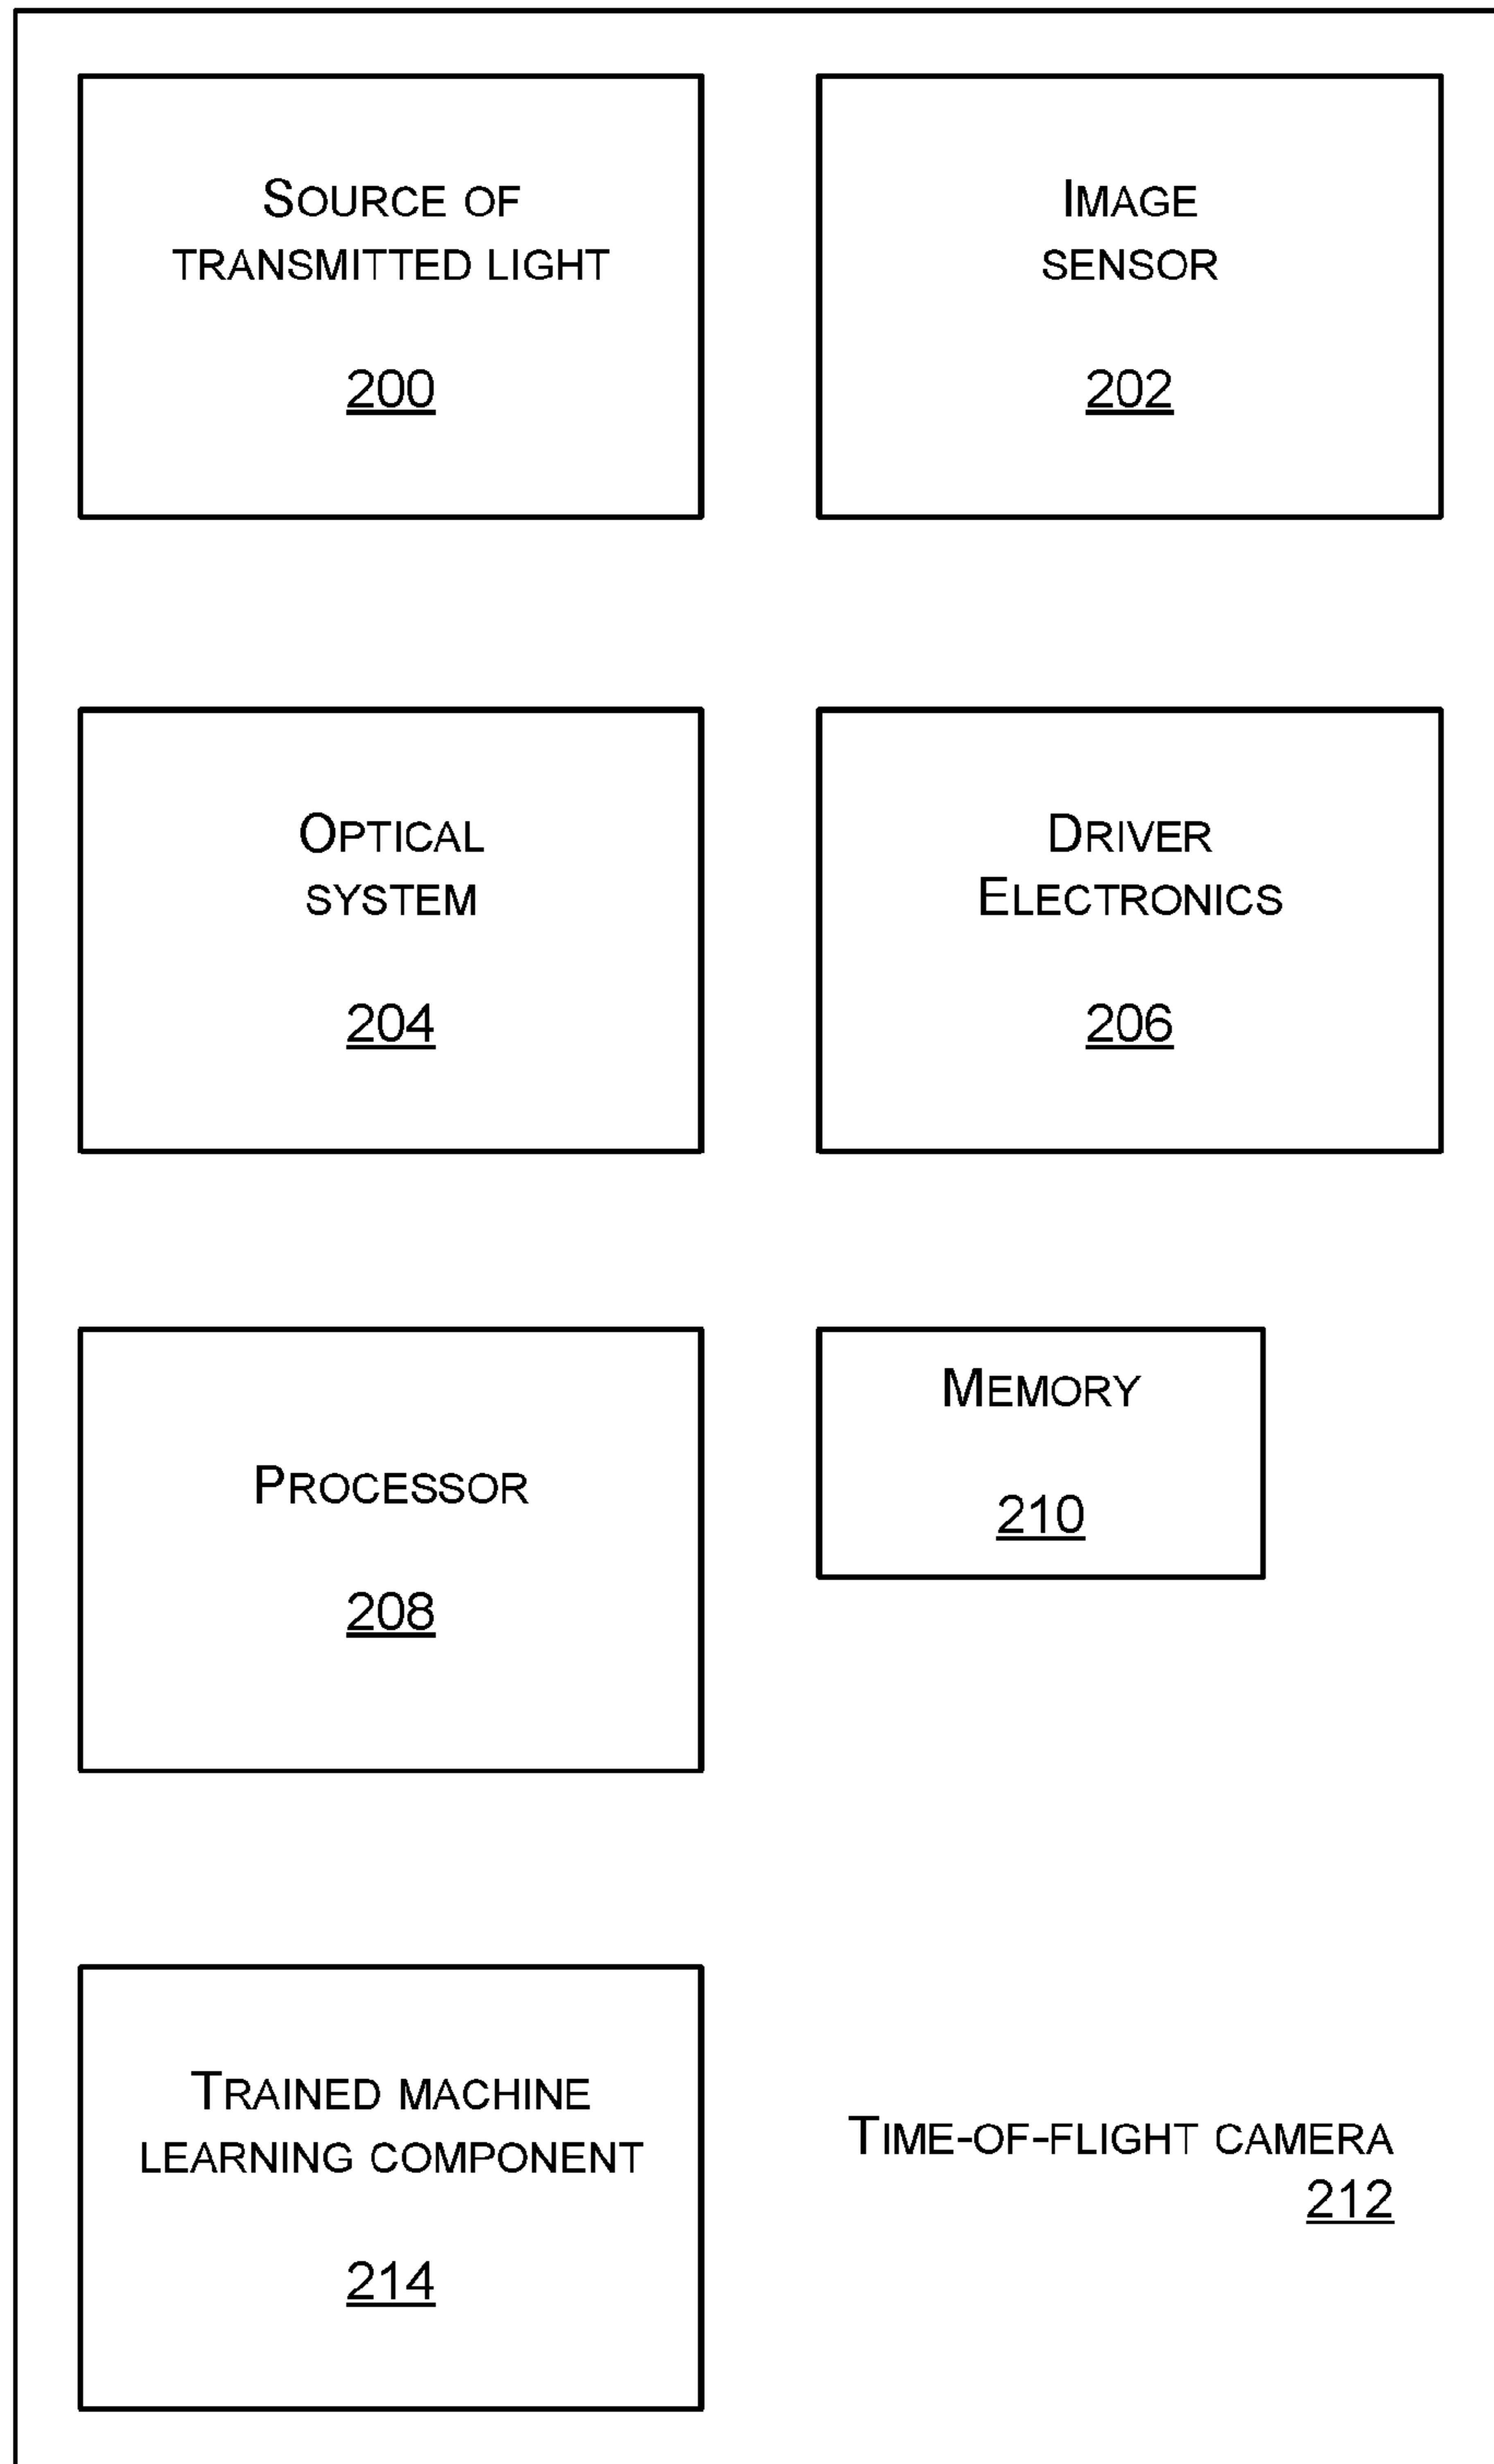 SOURCE OF
TRANSMITTED LIGHT
200
IMAGE
SENSOR
202
OPTICAL
SYSTEM
204
DRIVER
ELECTRONICS
206
PROCESSOR
208
MEMORY
210
TRAINED MACHINE
LEARNING COMPONENT
214
TIME-OF-FLIGHT CAMERA
212